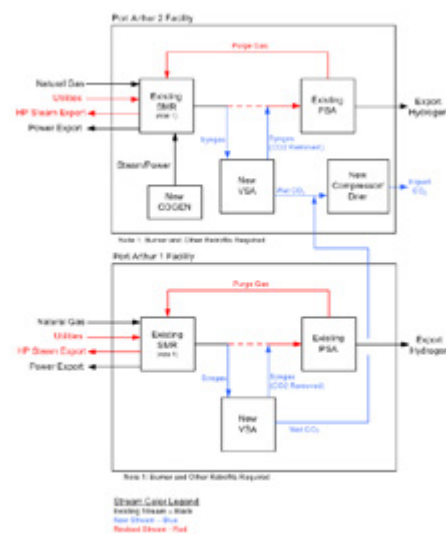 Port Arthur 2 Facility
Purge Gas
Natural Gas
Utilities
HP Steam Export
Power Export
Existing
SMR
(Note 1)
Existing
PSA
Export
Hydrogen
Steam/Power
Syngas
Syngas
(CO2 Removed)
New
COGEN
New
VSA
Wet CO₂
New
Compressor/
Drier
Export
CO₂
Note 1: Burner and Other Retrofits Required
Port Arthur 1 Facility
Purge Gas
Natural Gas
Utilities
HP Steam Export
Power Export
Existing
SMR
(Note 1)
Existing
PSA
Export
Hydrogen
Syngas
Syngas
(CO2 Removed)
New
VSA
Wet CO₂
Note 1: Burner and Other Retrofits Required
Stream Color Legend
Existing Stream - Black
New Stream - Blue
Revised Stream - Red